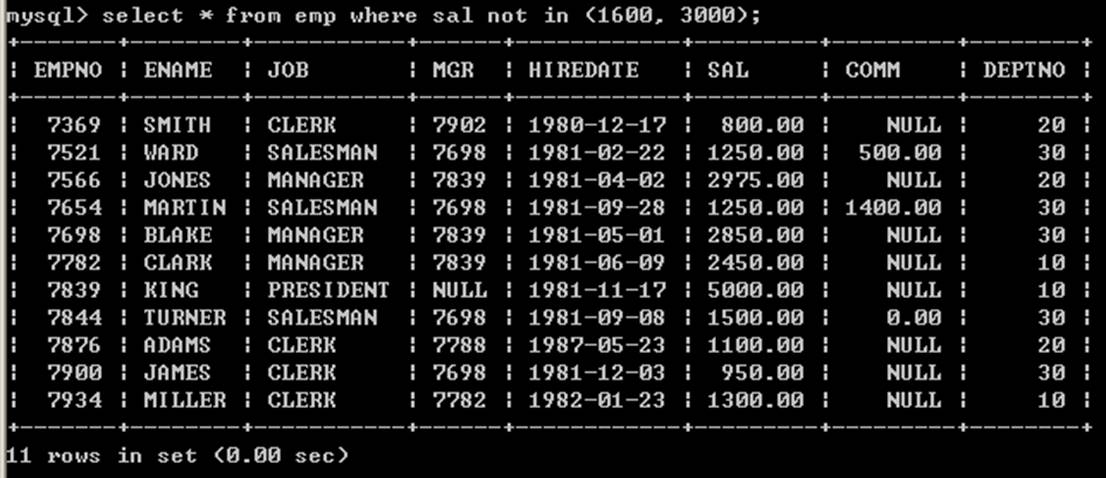 mysql> select * from emp where sal not in (1600, 3000);
+-------+--------+-----------+------+------------+---------+---------+--------+
| EMPNO | ENAME  | JOB       | MGR  | HIREDATE   | SAL     | COMM    | DEPTNO |
+-------+--------+-----------+------+------------+---------+---------+--------+
|  7369 | SMITH  | CLERK     | 7902 | 1980-12-17 |  800.00 |    NULL |     20 |
|  7521 | WARD   | SALESMAN  | 7698 | 1981-02-22 | 1250.00 |  500.00 |     30 |
|  7566 | JONES  | MANAGER   | 7839 | 1981-04-02 | 2975.00 |    NULL |     20 |
|  7654 | MARTIN | SALESMAN  | 7698 | 1981-09-28 | 1250.00 | 1400.00 |     30 |
|  7698 | BLAKE  | MANAGER   | 7839 | 1981-05-01 | 2850.00 |    NULL |     30 |
|  7782 | CLARK  | MANAGER   | 7839 | 1981-06-09 | 2450.00 |    NULL |     10 |
|  7839 | KING   | PRESIDENT | NULL | 1981-11-17 | 5000.00 |    NULL |     10 |
|  7844 | TURNER | SALESMAN  | 7698 | 1981-09-08 | 1500.00 |    0.00 |     30 |
|  7876 | ADAMS  | CLERK     | 7788 | 1987-05-23 | 1100.00 |    NULL |     20 |
|  7900 | JAMES  | CLERK     | 7698 | 1981-12-03 |  950.00 |    NULL |     30 |
|  7934 | MILLER | CLERK     | 7782 | 1982-01-23 | 1300.00 |    NULL |     10 |
+-------+--------+-----------+------+------------+---------+---------+--------+
11 rows in set (0.00 sec)